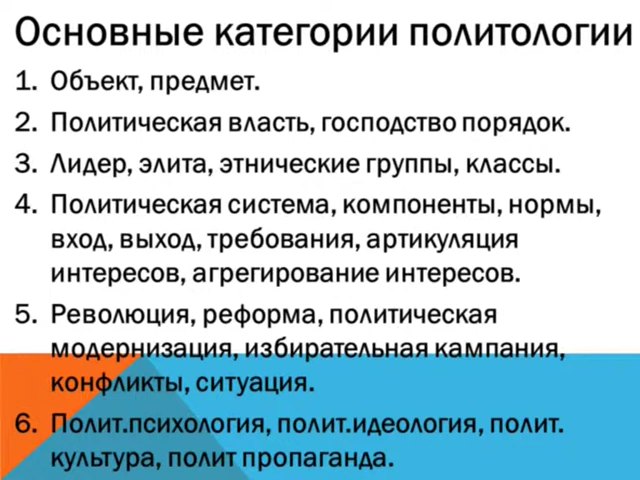 Основные категории политологии
1. Объект, предмет.
2. Политическая власть, господство порядок.
3. Лидер, элита, этнические группы, классы.
4. Политическая система, компоненты, нормы,
вход, выход, требования, артикуляция
интересов, агрегирование интересов.
5. Революция, реформа, политическая
модернизация, избирательная кампания,
конфликты, ситуация.
6. Полит.психология, полит.идеология, полит.
культура, полит пропаганда.